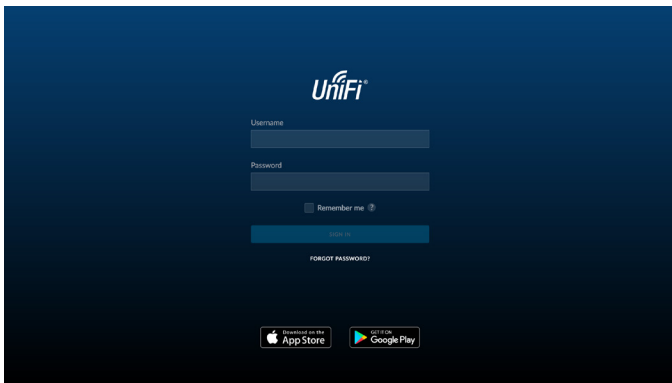 UniFi®
Username
Password
Remember me ?
SIGN IN
FORGOT PASSWORD?
Download on the
App Store
GET IT ON
Google Play